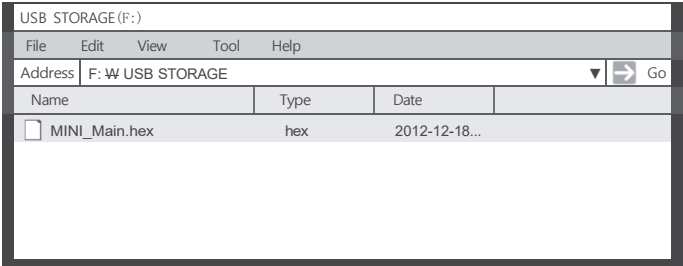 USB STORAGE(F:)
File Edit View Tool Help
Address F: ₩ USB STORAGE ▼ Go
Name Type Date
MINI_Main.hex hex 2012-12-18...